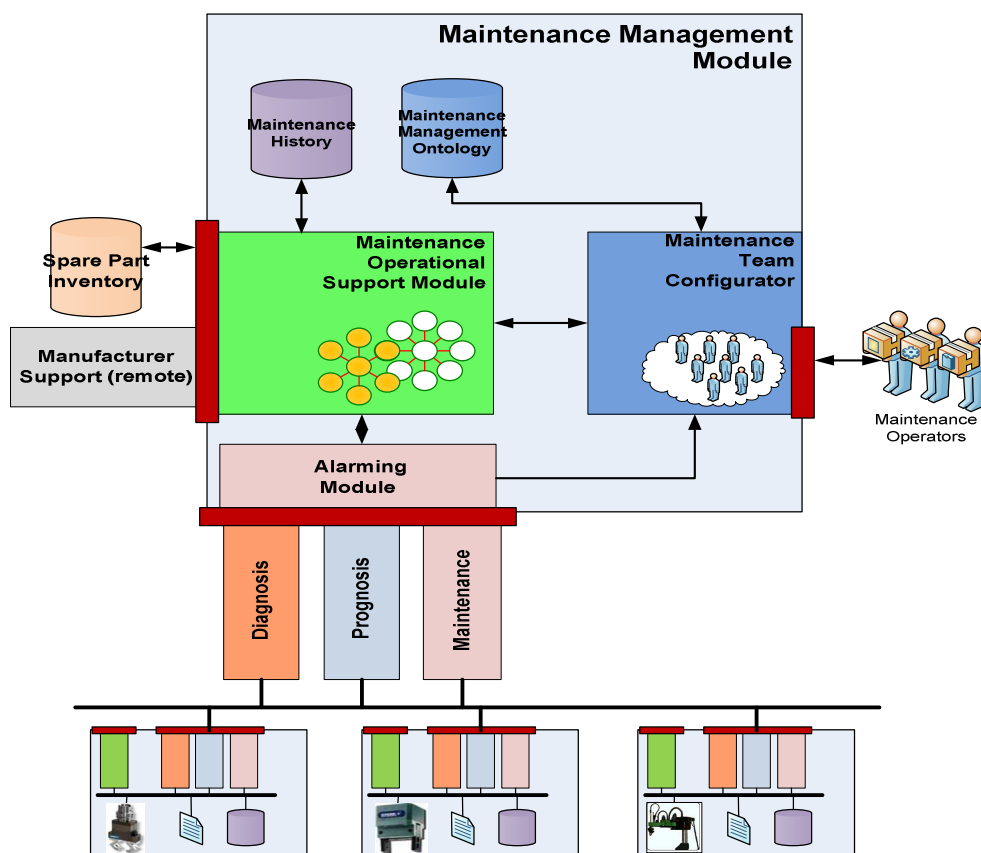 Maintenance Management
Module
Maintenance
History
Maintenance
Management
Ontology
Spare Part
Inventory
Maintenance
Operational
Support Module
Maintenance
Team
Configurator
Manufacturer
Support (remote)
Maintenance
Operators
Alarming
Module
Diagnosis
Prognosis
Maintenance